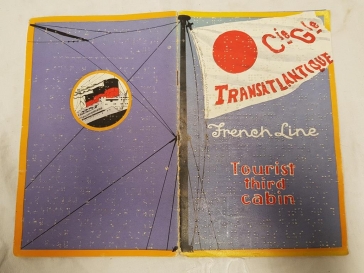 Cie Gle
TRANSATLANTIQUE
French Line
Tourist
third
cabin